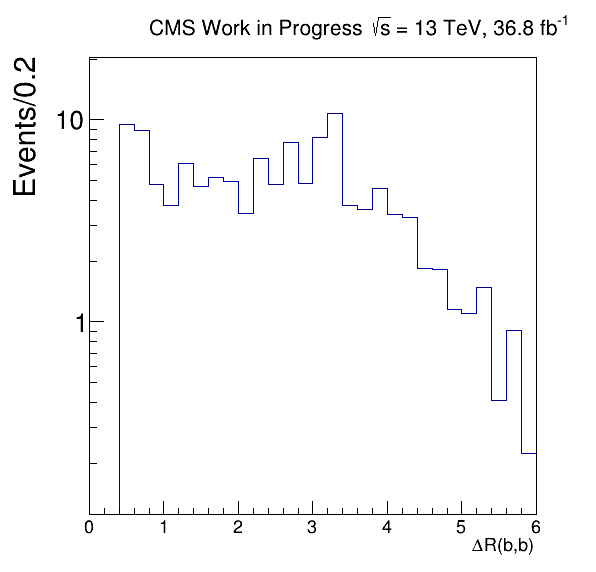 CMS Work in Progress √s = 13 TeV, 36.8 fb⁻¹
Events/0.2
10
1
0 1 2 3 4 5 6
ΔR(b,b)